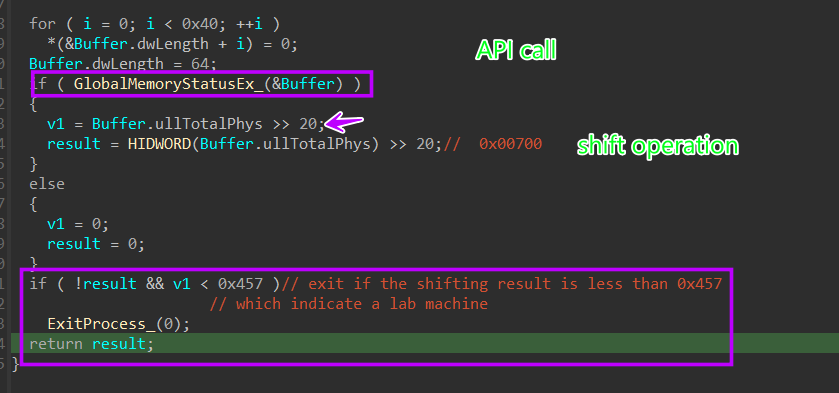 for ( i = 0; i < 0x40; ++i )
*(&Buffer.dwLength + i) = 0;
API call
Buffer.dwLength = 64;
if ( GlobalMemoryStatusEx_(&Buffer) )
{
v1 = Buffer.ullTotalPhys >> 20;
result = HIDWORD(Buffer.ullTotalPhys) >> 20;// 0x00700
shift operation
}
else
{
v1 = 0;
result = 0;
}
if ( !result && v1 < 0x457 )// exit if the shifting result is less than 0x457
// which indicate a lab machine
ExitProcess_(0);
return result;
}